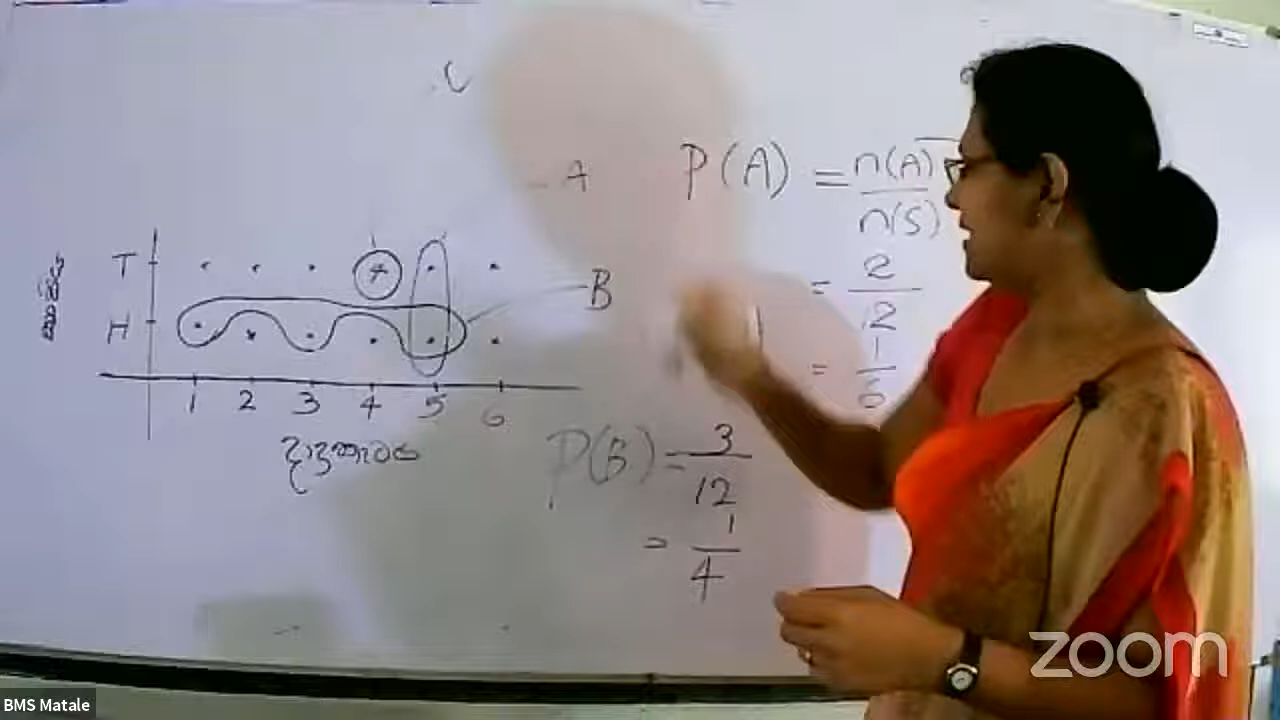 C
A
P(A) = n(A)
n(S)
= 2
12
= 1
6
T
B
H
1 2 3 4 5 6
දාදු කැටය
P(B) = 3
12
= 1
4
zoom
BMS Matale